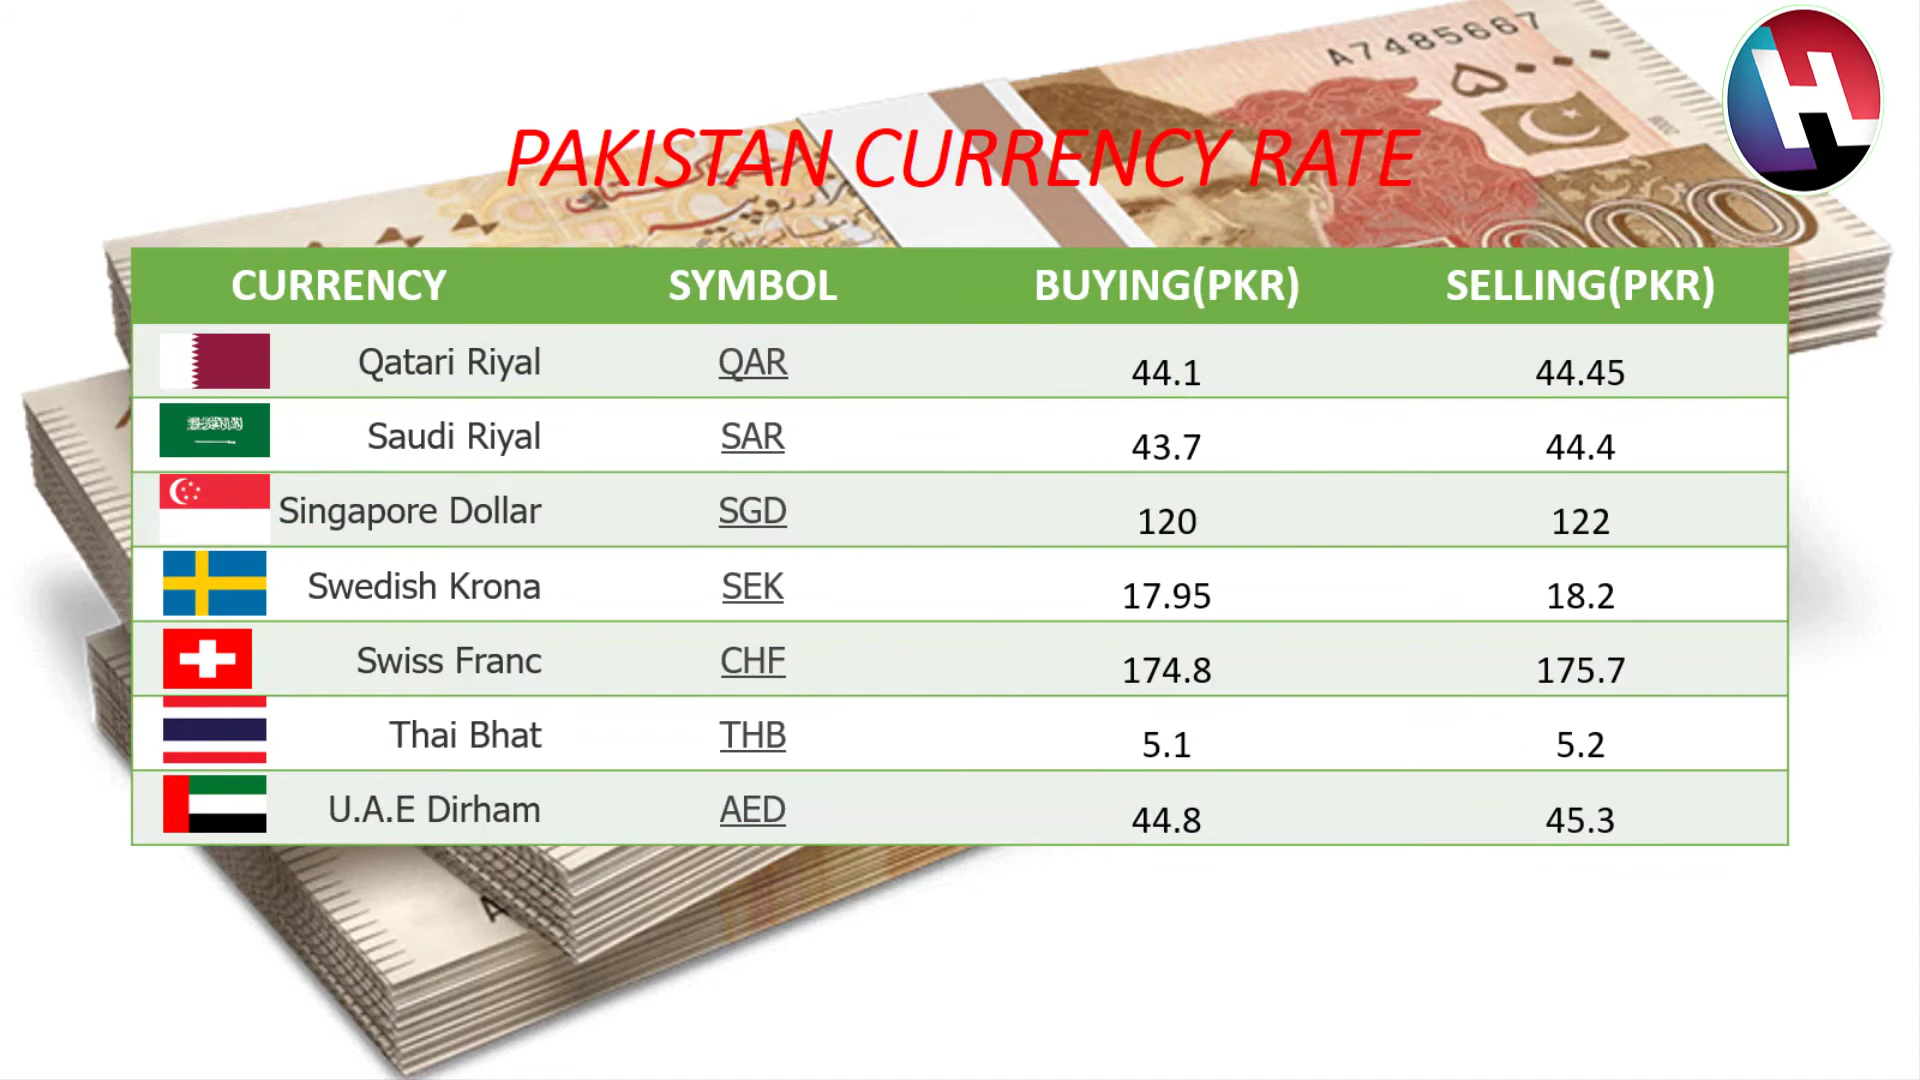 A7485667
۵۰۰۰
PAKISTAN CURRENCY RATE
CURRENCY SYMBOL BUYING(PKR) SELLING(PKR)
Qatari Riyal QAR 44.1 44.45
Saudi Riyal SAR 43.7 44.4
Singapore Dollar SGD 120 122
Swedish Krona SEK 17.95 18.2
Swiss Franc CHF 174.8 175.7
Thai Bhat THB 5.1 5.2
U.A.E Dirham AED 44.8 45.3